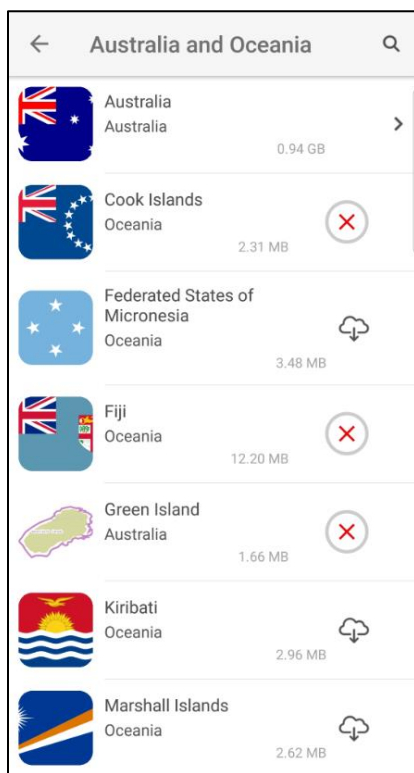 Australia and Oceania
Australia
Australia
0.94 GB
Cook Islands
Oceania
2.31 MB
Federated States of
Micronesia
Oceania
3.48 MB
Fiji
Oceania
12.20 MB
Green Island
Australia
1.66 MB
Kiribati
Oceania
2.96 MB
Marshall Islands
Oceania
2.62 MB